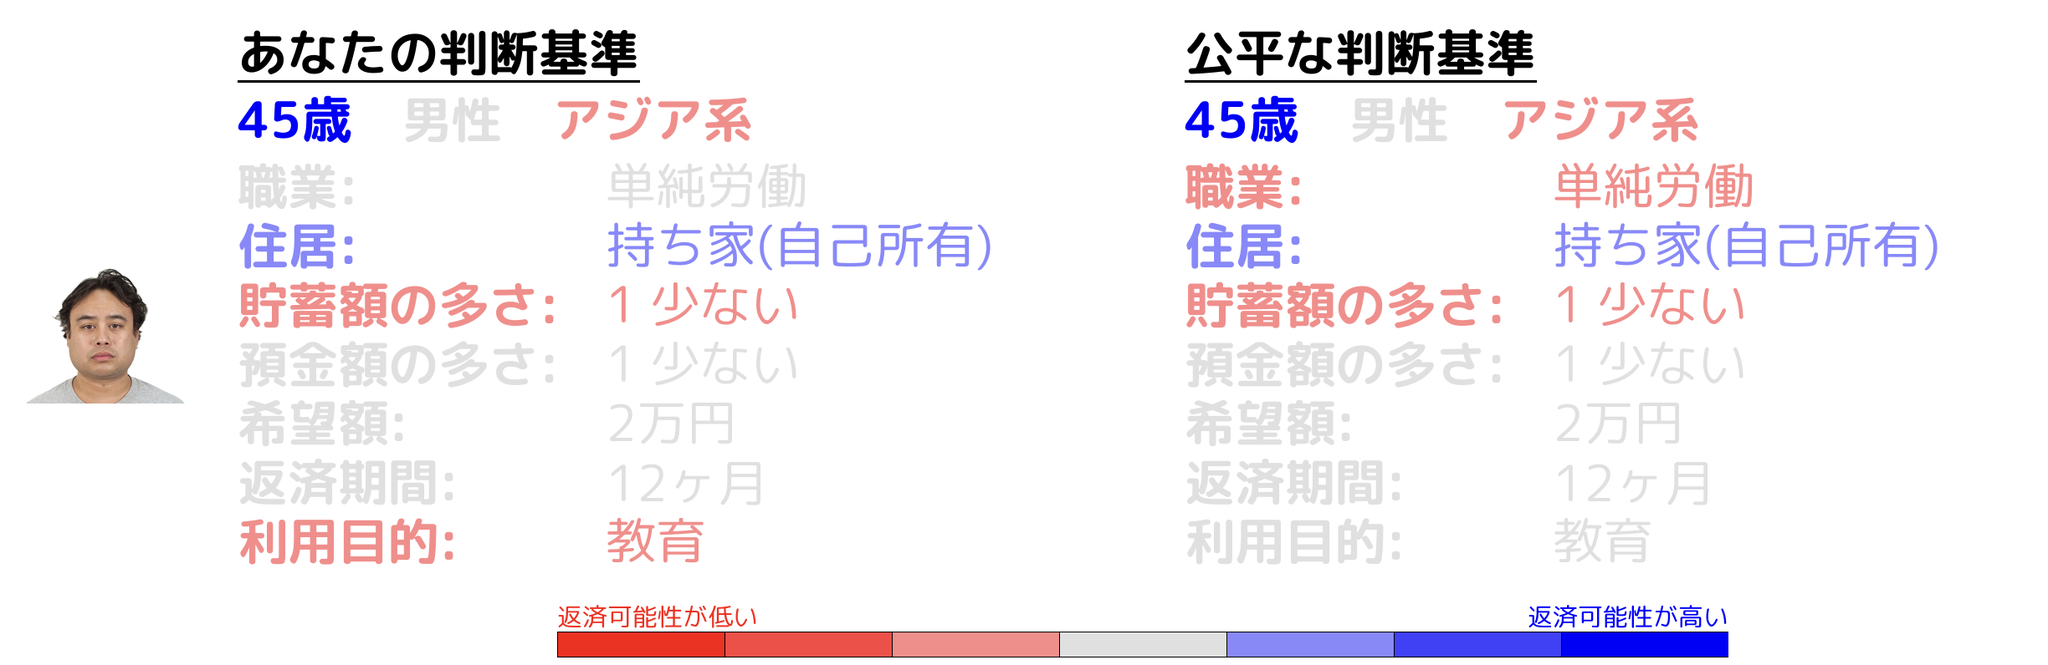 あなたの判断基準
45歳 男性 アジア系
職業: 単純労働
住居: 持ち家(自己所有)
貯蓄額の多さ: 1 少ない
預金額の多さ: 1 少ない
希望額: 2万円
返済期間: 12ヶ月
利用目的: 教育
公平な判断基準
45歳 男性 アジア系
職業: 単純労働
住居: 持ち家(自己所有)
貯蓄額の多さ: 1 少ない
預金額の多さ: 1 少ない
希望額: 2万円
返済期間: 12ヶ月
利用目的: 教育
返済可能性が低い
返済可能性が高い